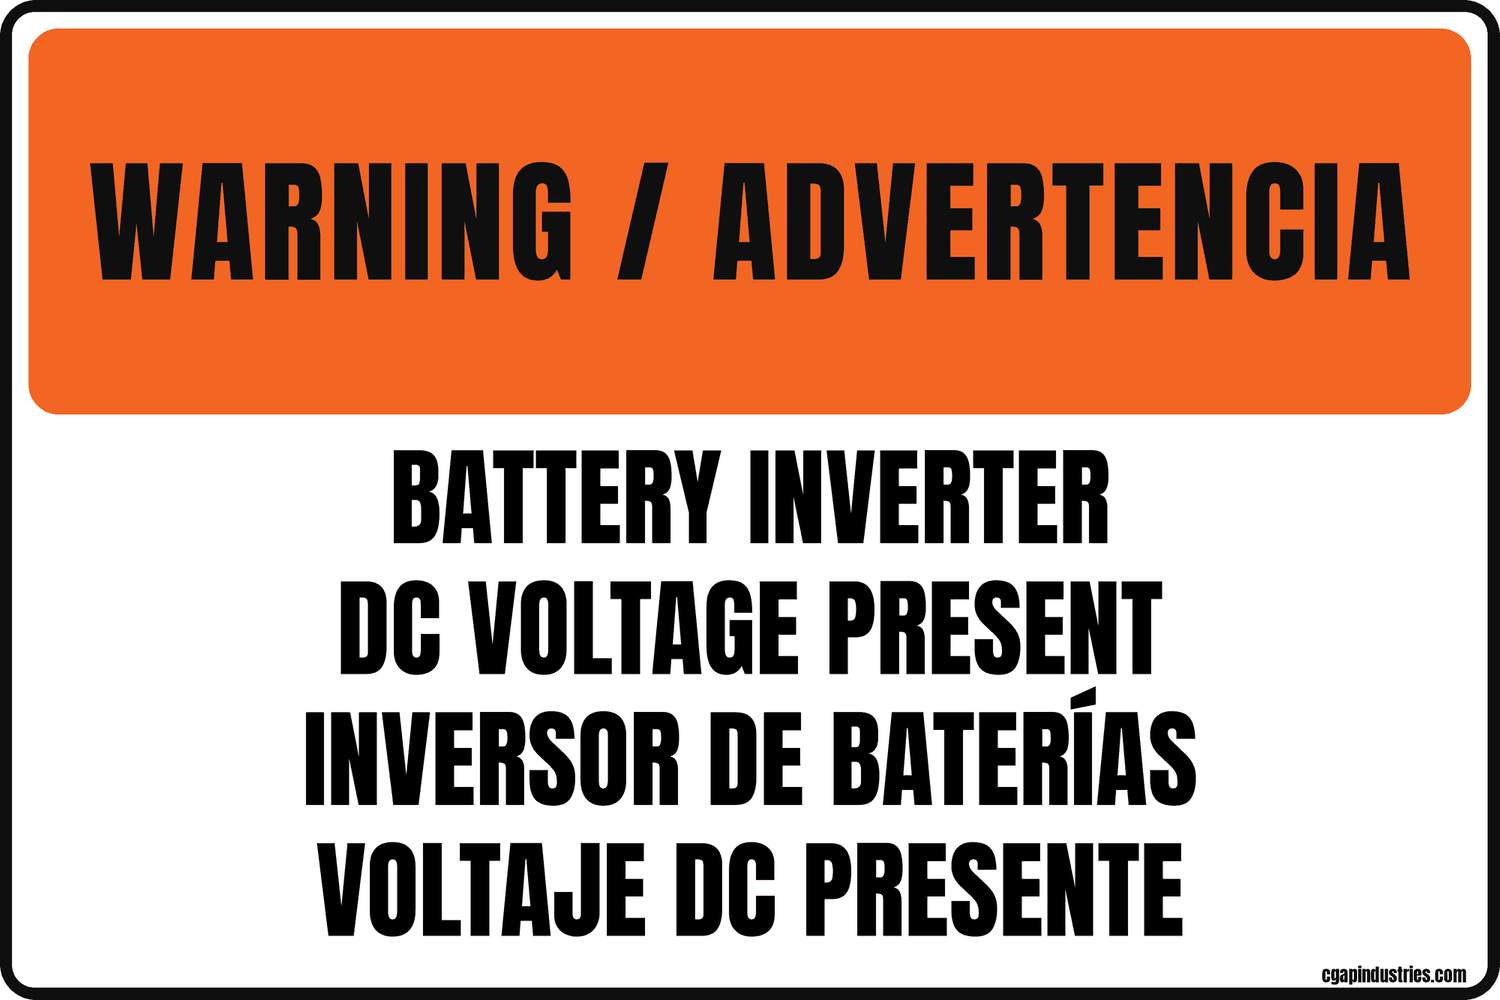 WARNING / ADVERTENCIA
BATTERY INVERTER
DC VOLTAGE PRESENT
INVERSOR DE BATERÍAS
VOLTAJE DC PRESENTE
cgapindustries.com